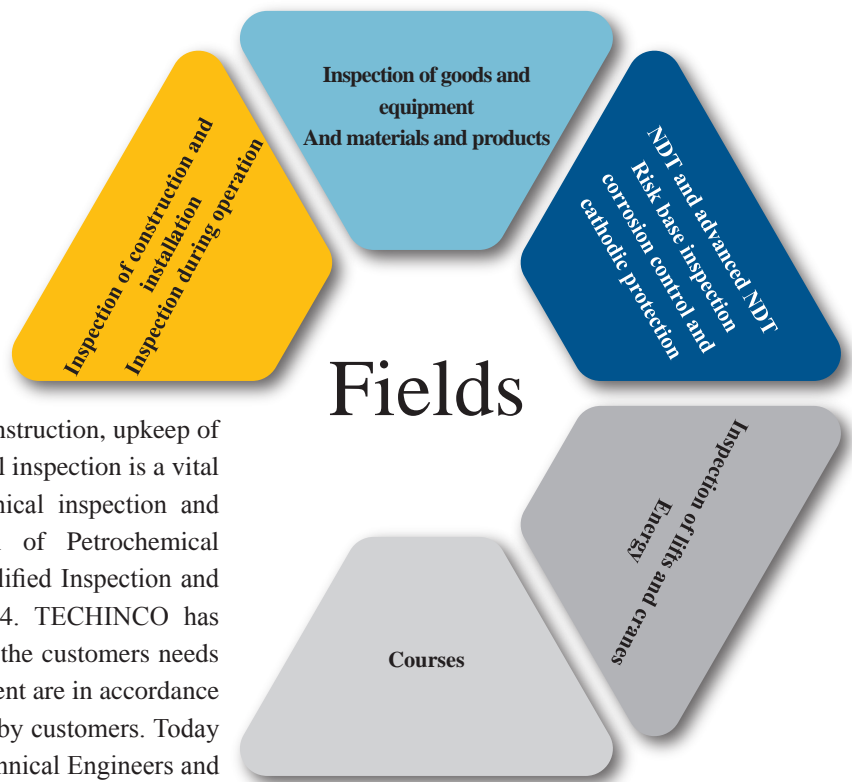 Inspection of goods and
equipment
And materials and products
Inspection of construction and
installation
Inspection during operation
NDT and advanced NDT
Risk base inspection
corrosion control and
cathodic protection
Fields
Inspection of lifts and cranes
Energy
Courses
nstruction, upkeep of
l inspection is a vital
nical inspection and
of Petrochemical
lified Inspection and
4. TECHINCO has
the customers needs
ent are in accordance
by customers. Today
hnical Engineers and